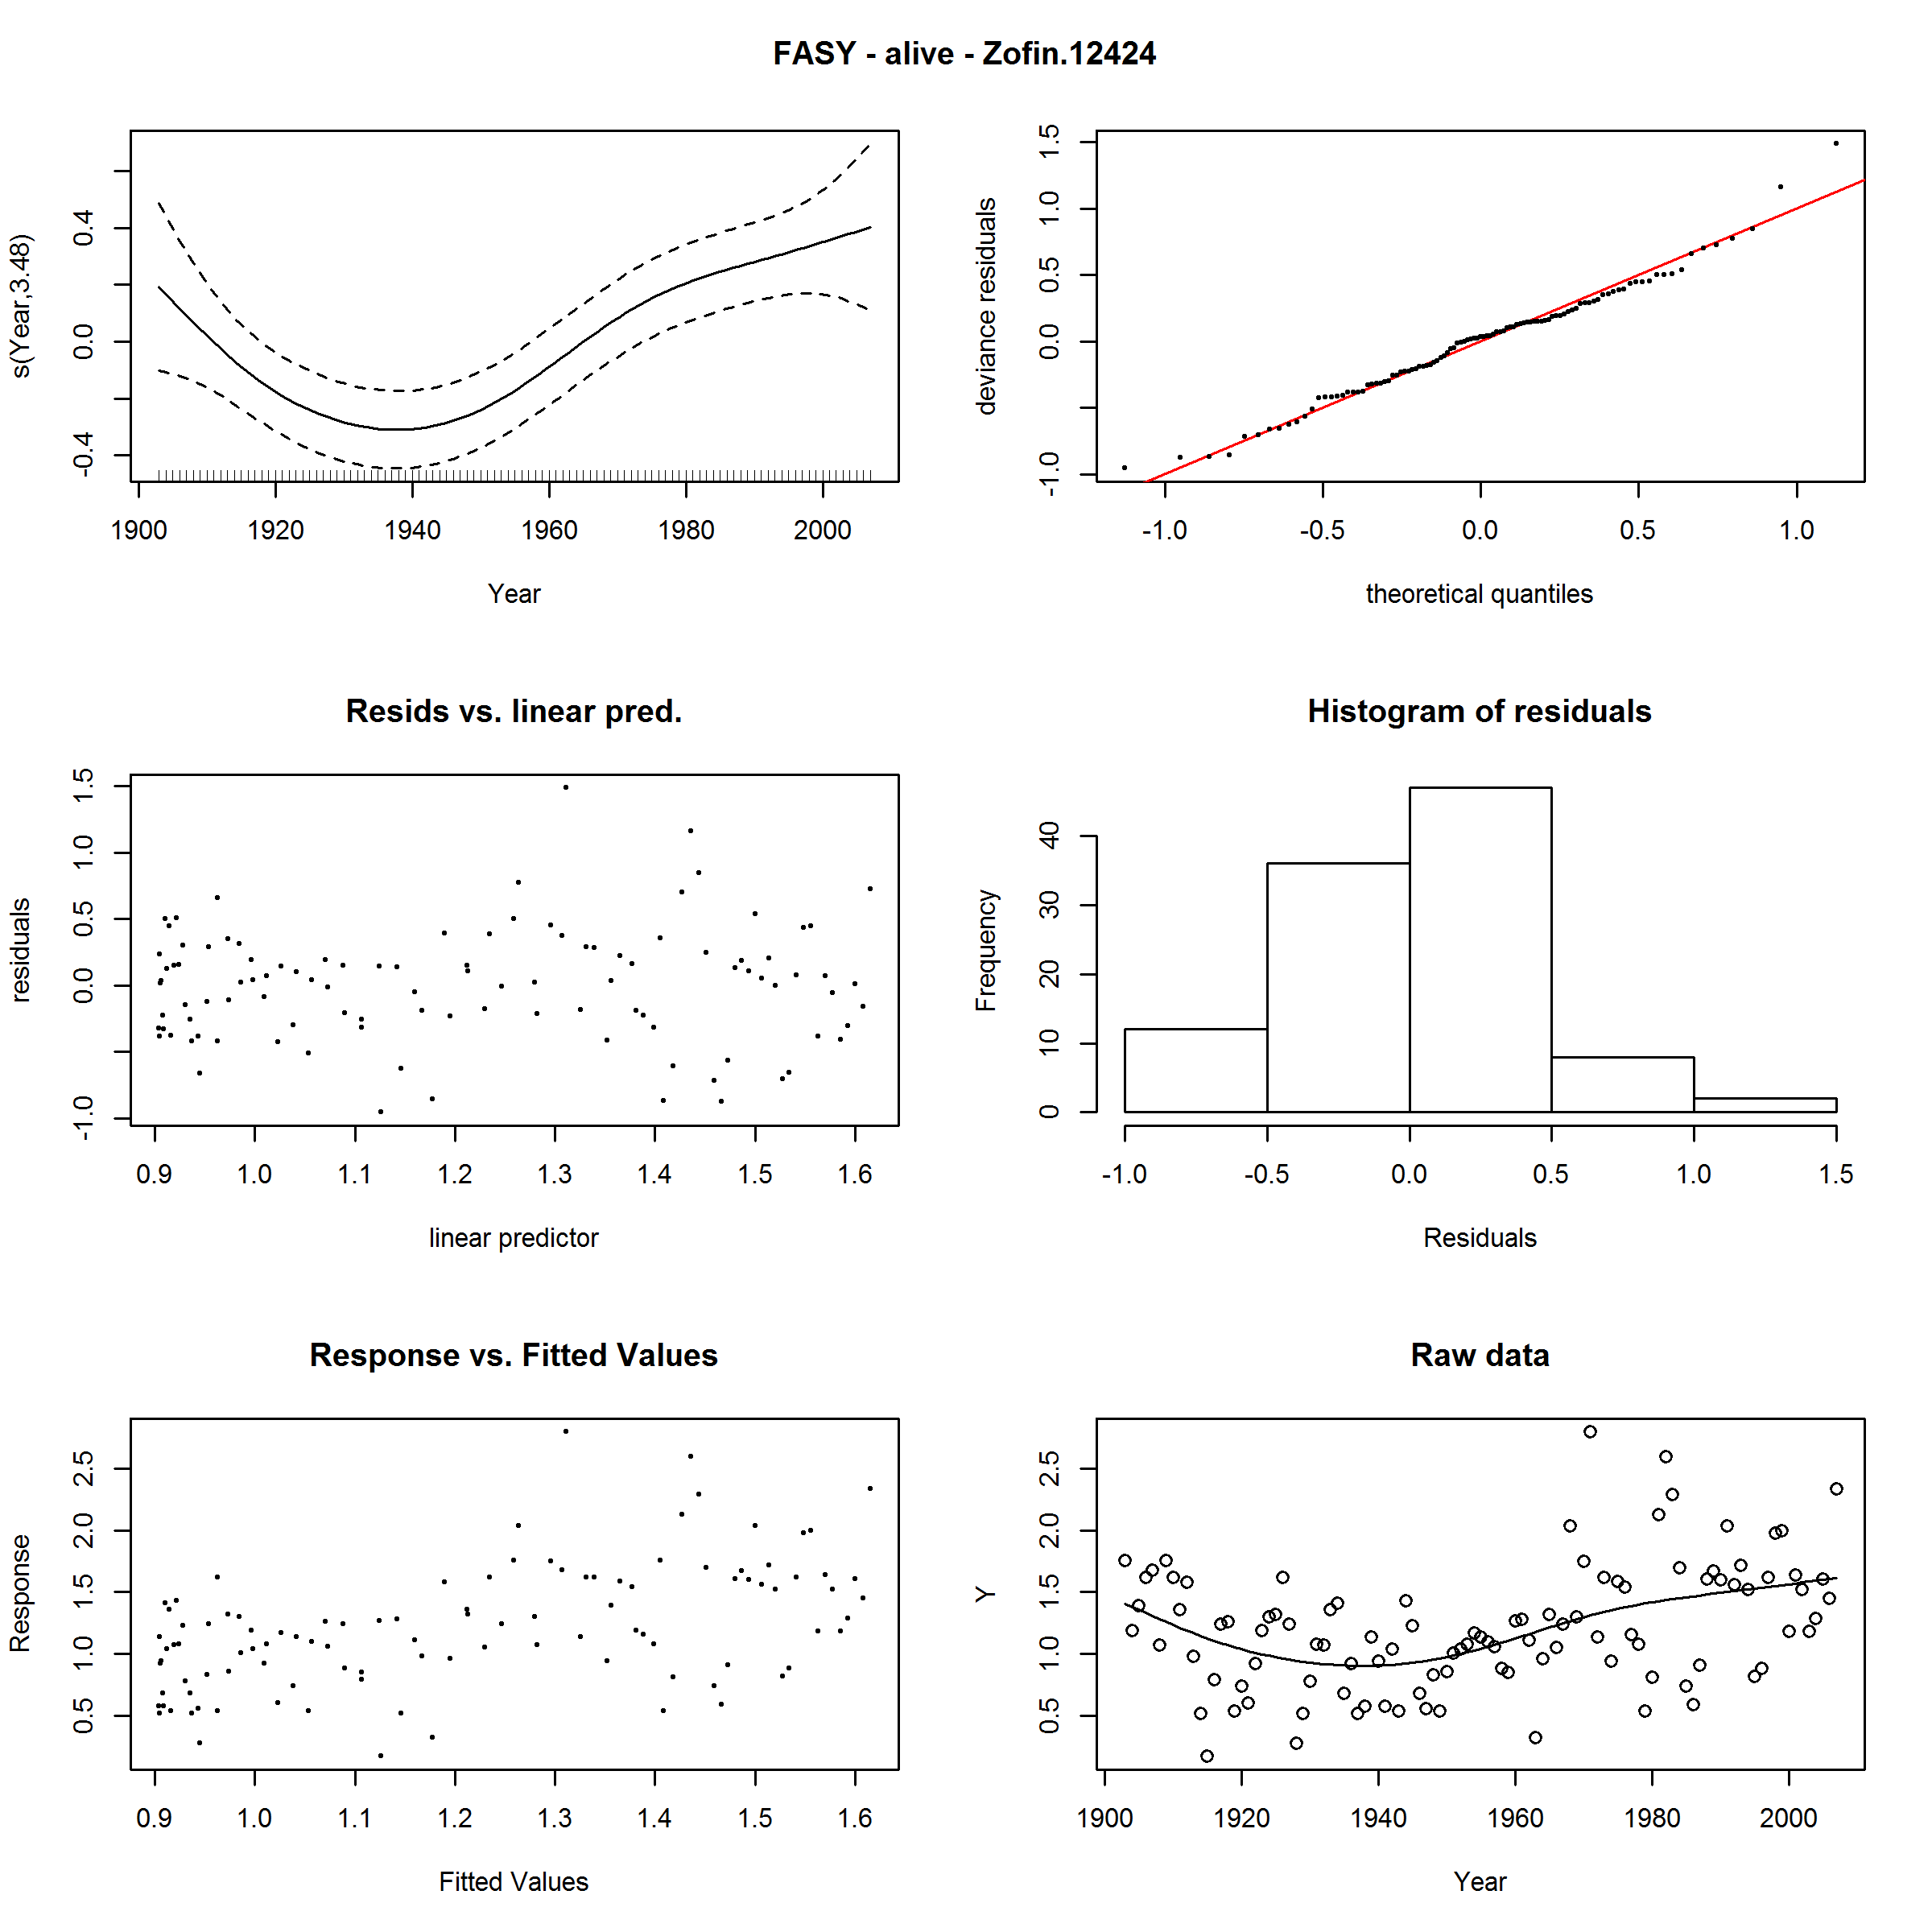 FASY - alive - Zofin.12424
s(Year,3.48)
-0.4 0.0 0.4
1900 1920 1940 1960 1980 2000
Year
deviance residuals
-1.0 0.0 0.5 1.0 1.5
-1.0 -0.5 0.0 0.5 1.0
theoretical quantiles
Resids vs. linear pred.
residuals
-1.0 0.0 0.5 1.0 1.5
0.9 1.0 1.1 1.2 1.3 1.4 1.5 1.6
linear predictor
Histogram of residuals
Frequency
0 10 20 30 40
-1.0 -0.5 0.0 0.5 1.0 1.5
Residuals
Response vs. Fitted Values
Response
0.5 1.0 1.5 2.0 2.5
0.9 1.0 1.1 1.2 1.3 1.4 1.5 1.6
Fitted Values
Raw data
Y
0.5 1.0 1.5 2.0 2.5
1900 1920 1940 1960 1980 2000
Year